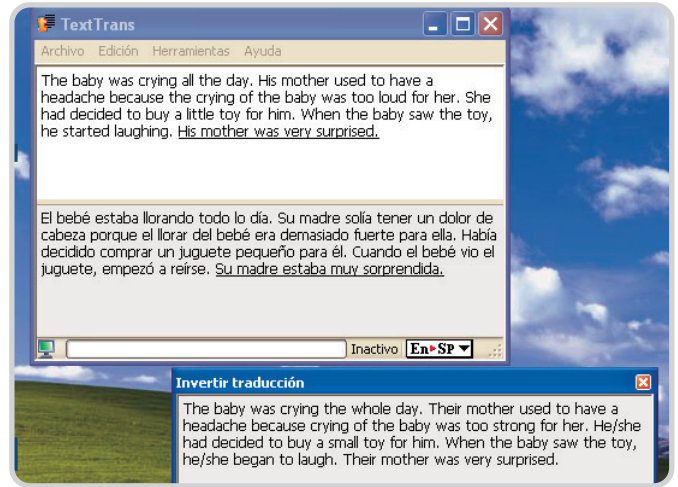 TextTrans
Archivo Edición Herramientas Ayuda
The baby was crying all the day. His mother used to have a
headache because the crying of the baby was too loud for her. She
had decided to buy a little toy for him. When the baby saw the toy,
he started laughing. His mother was very surprised.
El bebé estaba llorando todo lo día. Su madre solía tener un dolor de
cabeza porque el llorar del bebé era demasiado fuerte para ella. Había
decidido comprar un juguete pequeño para él. Cuando el bebé vio el
juguete, empezó a reírse. Su madre estaba muy sorprendida.
Inactivo En▸SP
Invertir traducción
The baby was crying the whole day. Their mother used to have a
headache because crying of the baby was too strong for her. He/she
had decided to buy a small toy for him. When the baby saw the toy,
he/she began to laugh. Their mother was very surprised.